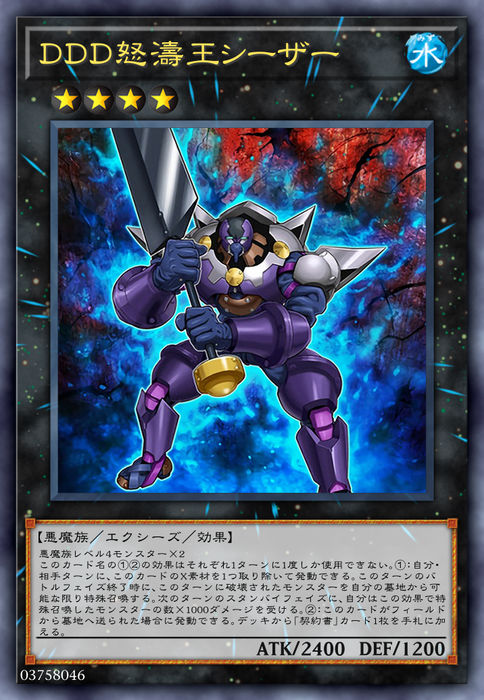 DDD怒濤王シーザー
みず
水
【悪魔族／エクシーズ／効果】
悪魔族レベル4モンスター×2
このカード名の①②の効果はそれぞれ1ターンに1度しか使用できない。①：自分・
相手ターンに、このカードのX素材を1つ取り除いて発動できる。このターンのバ
トルフェイズ終了時に、このターンに破壊されたモンスターを自分の墓地から可
能な限り特殊召喚する。次のターンのスタンバイフェイズに、自分はこの効果で特
殊召喚したモンスターの数×1000ダメージを受ける。②：このカードがフィールド
から墓地へ送られた場合に発動できる。デッキから「契約書」カード1枚を手札に加
える。
ATK/2400 DEF/1200
03758046